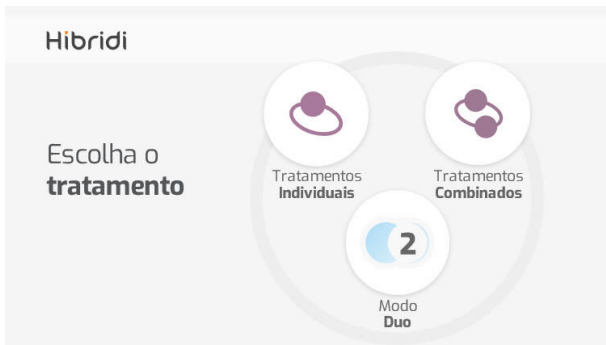 Hibridi
Escolha o
tratamento
Tratamentos
Individuais
Tratamentos
Combinados
2
Modo
Duo